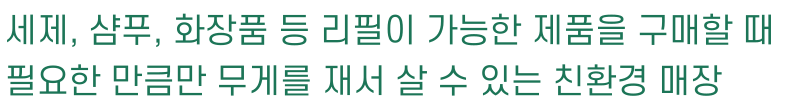 세제, 샴푸, 화장품 등 리필이 가능한 제품을 구매할 때
필요한 만큼만 무게를 재서 살 수 있는 친환경 매장